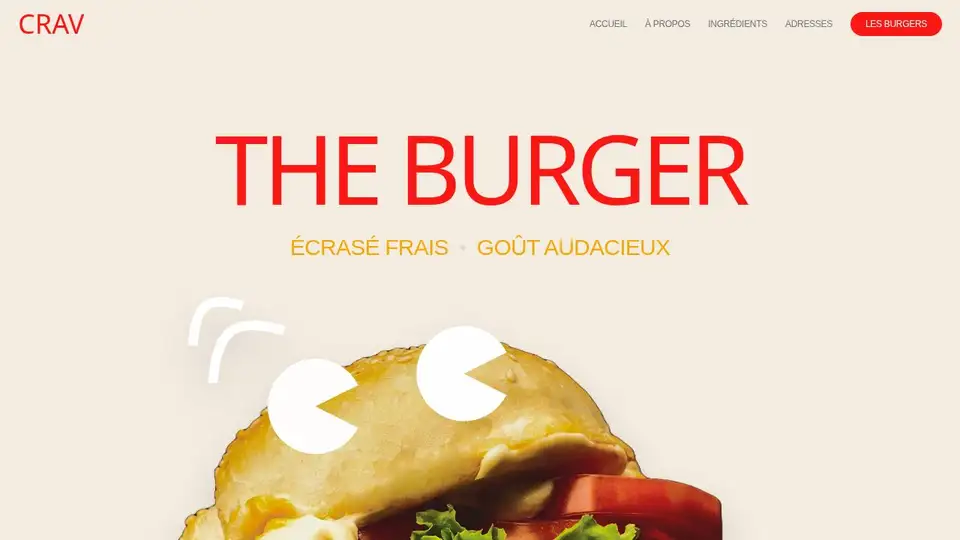 CRAV
ACCUEIL À PROPOS INGRÉDIENTS ADRESSES LES BURGERS
THE BURGER
ÉCRASÉ FRAIS • GOÛT AUDACIEUX